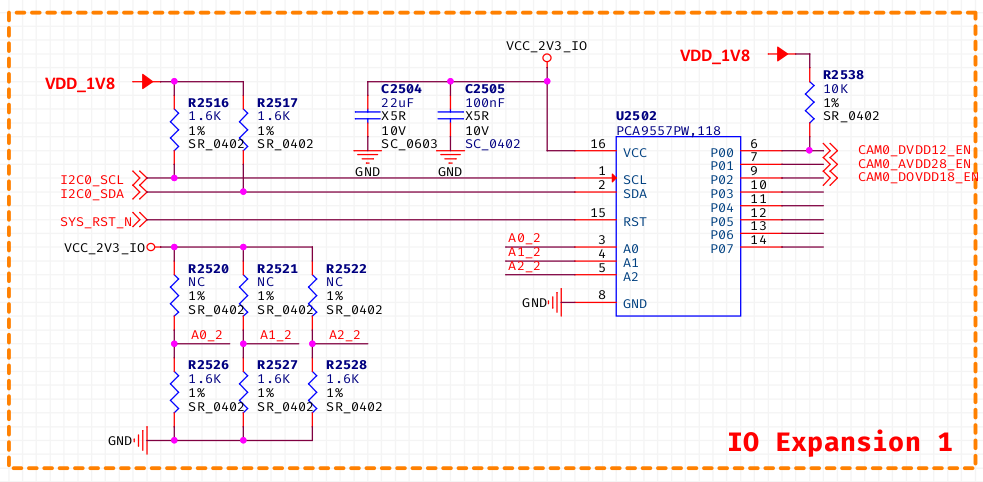 VCC_2V3_IO
VDD_1V8
VDD_1V8
R2516
1.6K
1%
SR_0402
R2517
1.6K
1%
SR_0402
C2504
22uF
X5R
10V
SC_0603
GND
C2505
100nF
X5R
10V
SC_0402
GND
R2538
10K
1%
SR_0402
U2502
PCA9557PW,118
16 VCC P00 6 CAM0_DVDD12_EN
P01 7 CAM0_AVDD28_EN
I2C0_SCL 1 SCL P02 9 CAM0_DOVDD18_EN
I2C0_SDA 2 SDA P03 10
P04 11
SYS_RST_N 15 RST P05 12
P06 13
A0_2 3 A0 P07 14
A1_2 4 A1
A2_2 5 A2
GND 8 GND
VCC_2V3_IO
R2520
NC
1%
SR_0402
R2521
NC
1%
SR_0402
R2522
NC
1%
SR_0402
A0_2 A1_2 A2_2
R2526
1.6K
1%
SR_0402
R2527
1.6K
1%
SR_0402
R2528
1.6K
1%
SR_0402
GND
IO Expansion 1